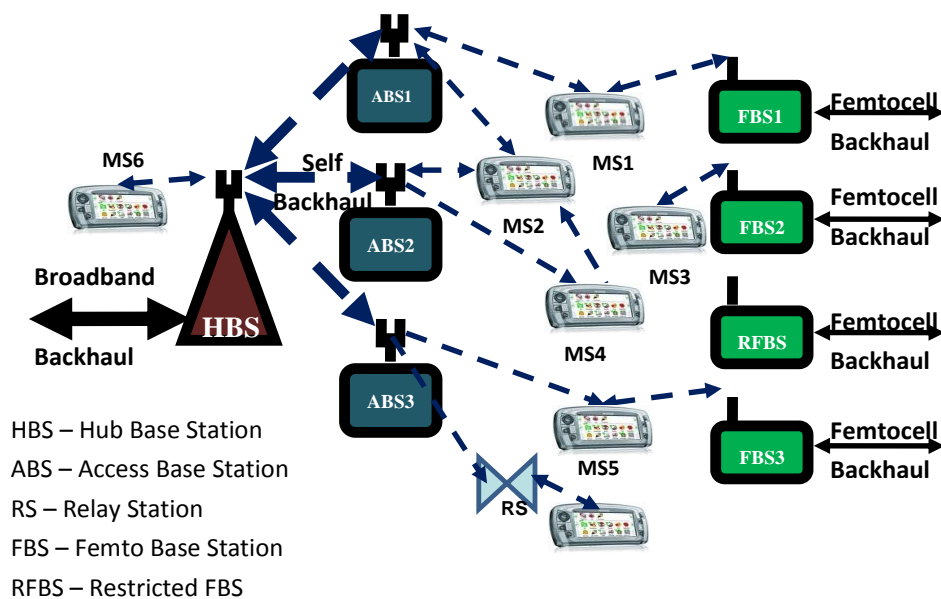 ABS1
FBS1
Femtocell
Backhaul
MS1
MS6
Self
Backhaul
MS2
ABS2
FBS2
Femtocell
Backhaul
MS3
Broadband
Backhaul
HBS
MS4
RFBS
Femtocell
Backhaul
ABS3
MS5
FBS3
Femtocell
Backhaul
RS
HBS – Hub Base Station
ABS – Access Base Station
RS – Relay Station
FBS – Femto Base Station
RFBS – Restricted FBS